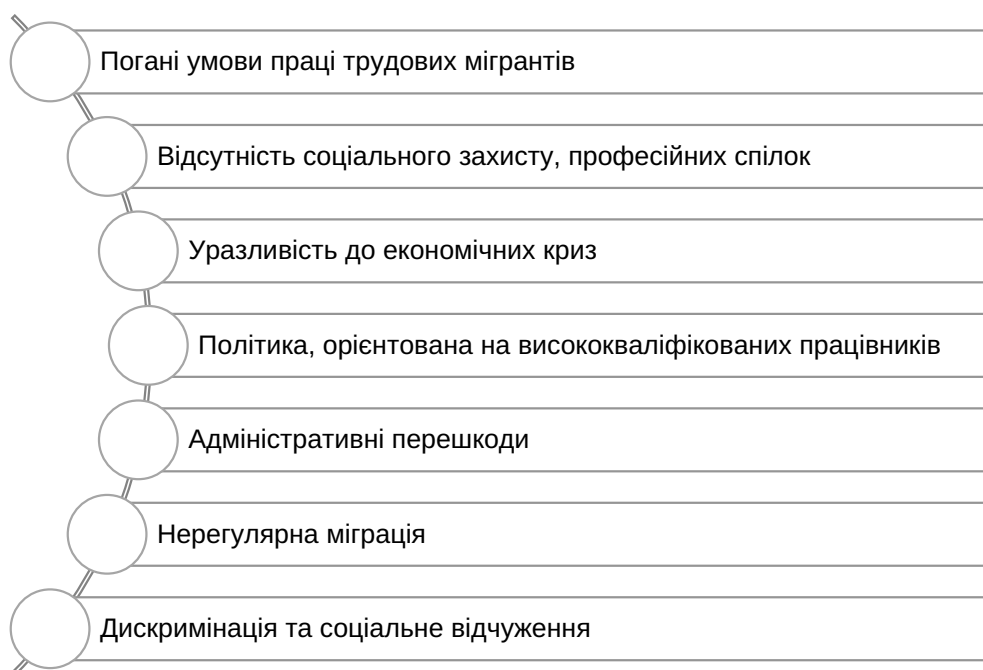 Погані умови праці трудових мігрантів
Відсутність соціального захисту, професійних спілок
Уразливість до економічних криз
Політика, орієнтована на висококваліфікованих працівників
Адміністративні перешкоди
Нерегулярна міграція
Дискримінація та соціальне відчуження